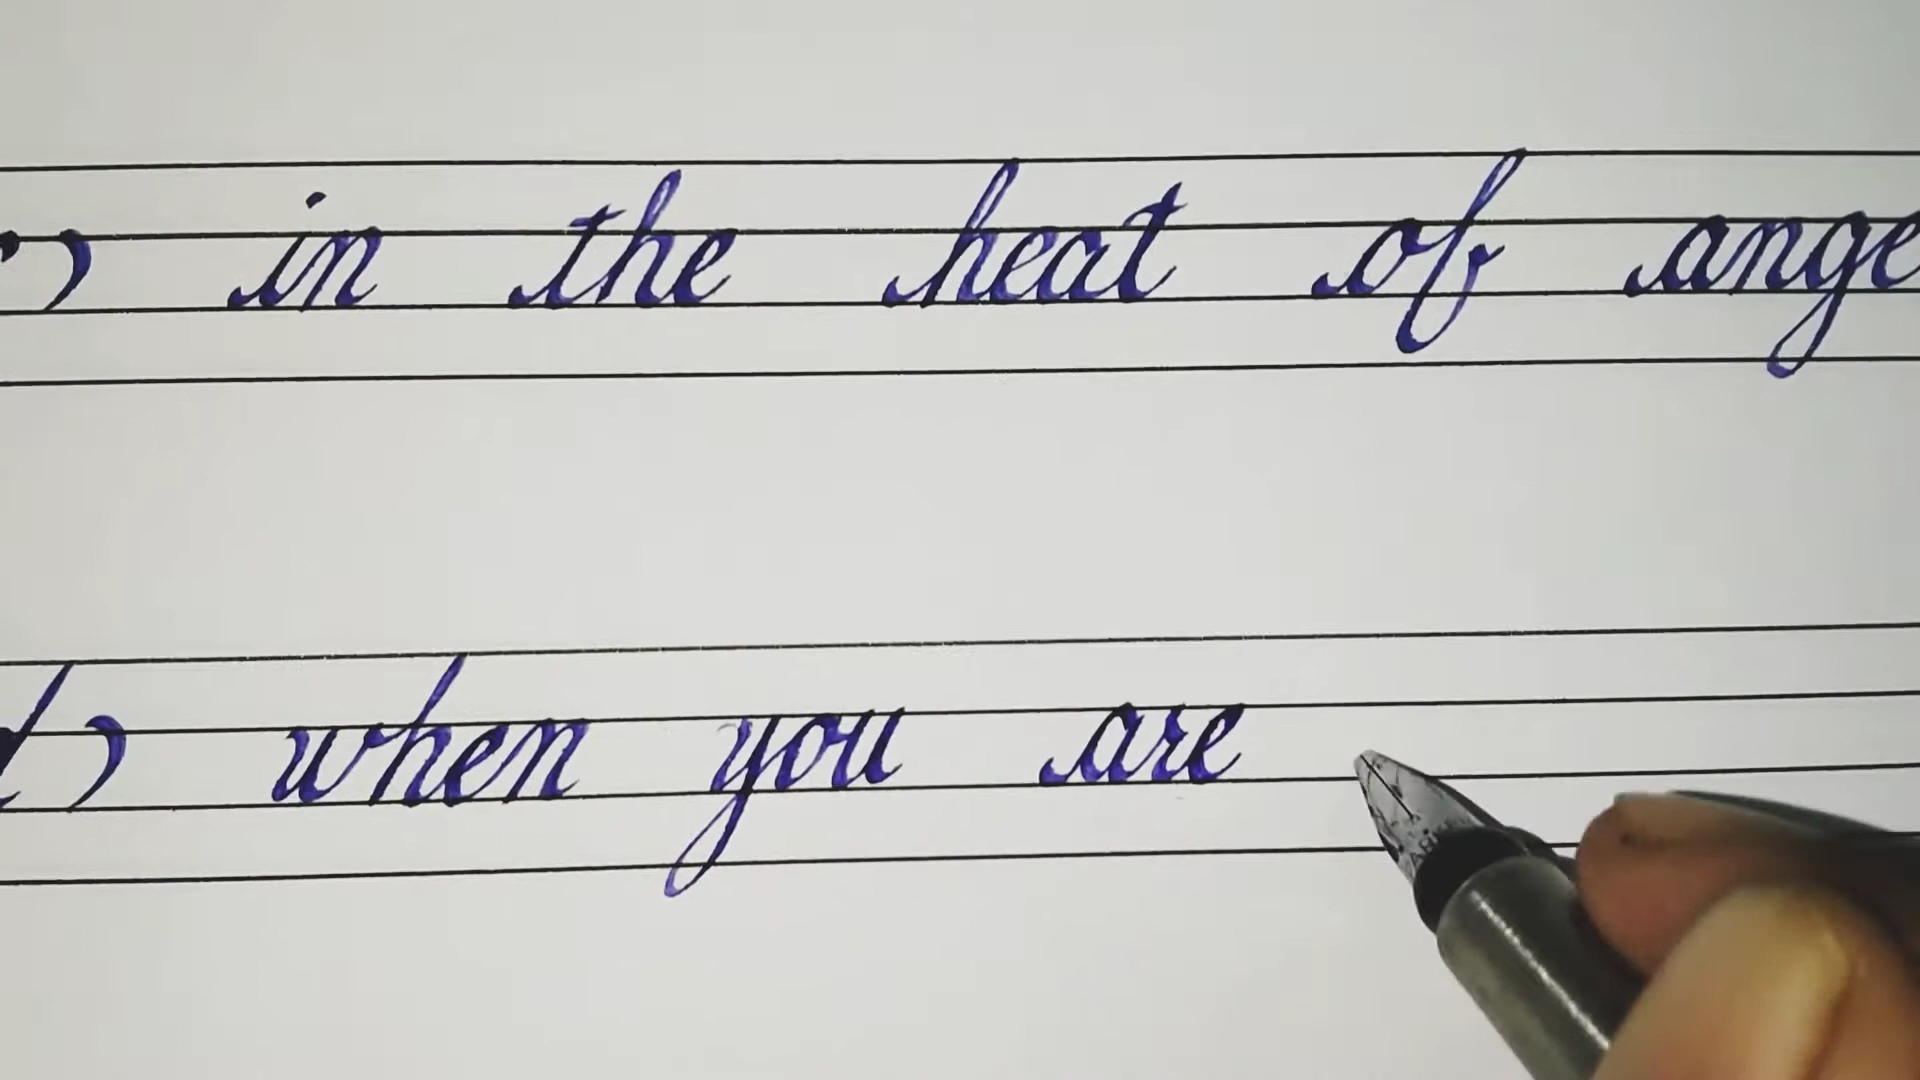 , in the heat of ange
, when you are